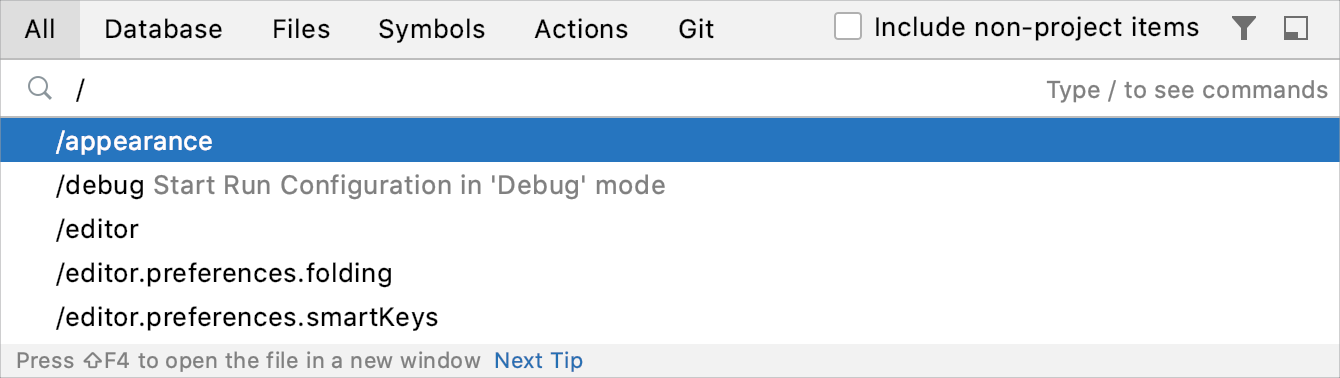 All Database Files Symbols Actions Git Include non-project items
/ Type / to see commands
/appearance
/debug Start Run Configuration in 'Debug' mode
/editor
/editor.preferences.folding
/editor.preferences.smartKeys
Press ⇧F4 to open the file in a new window Next Tip